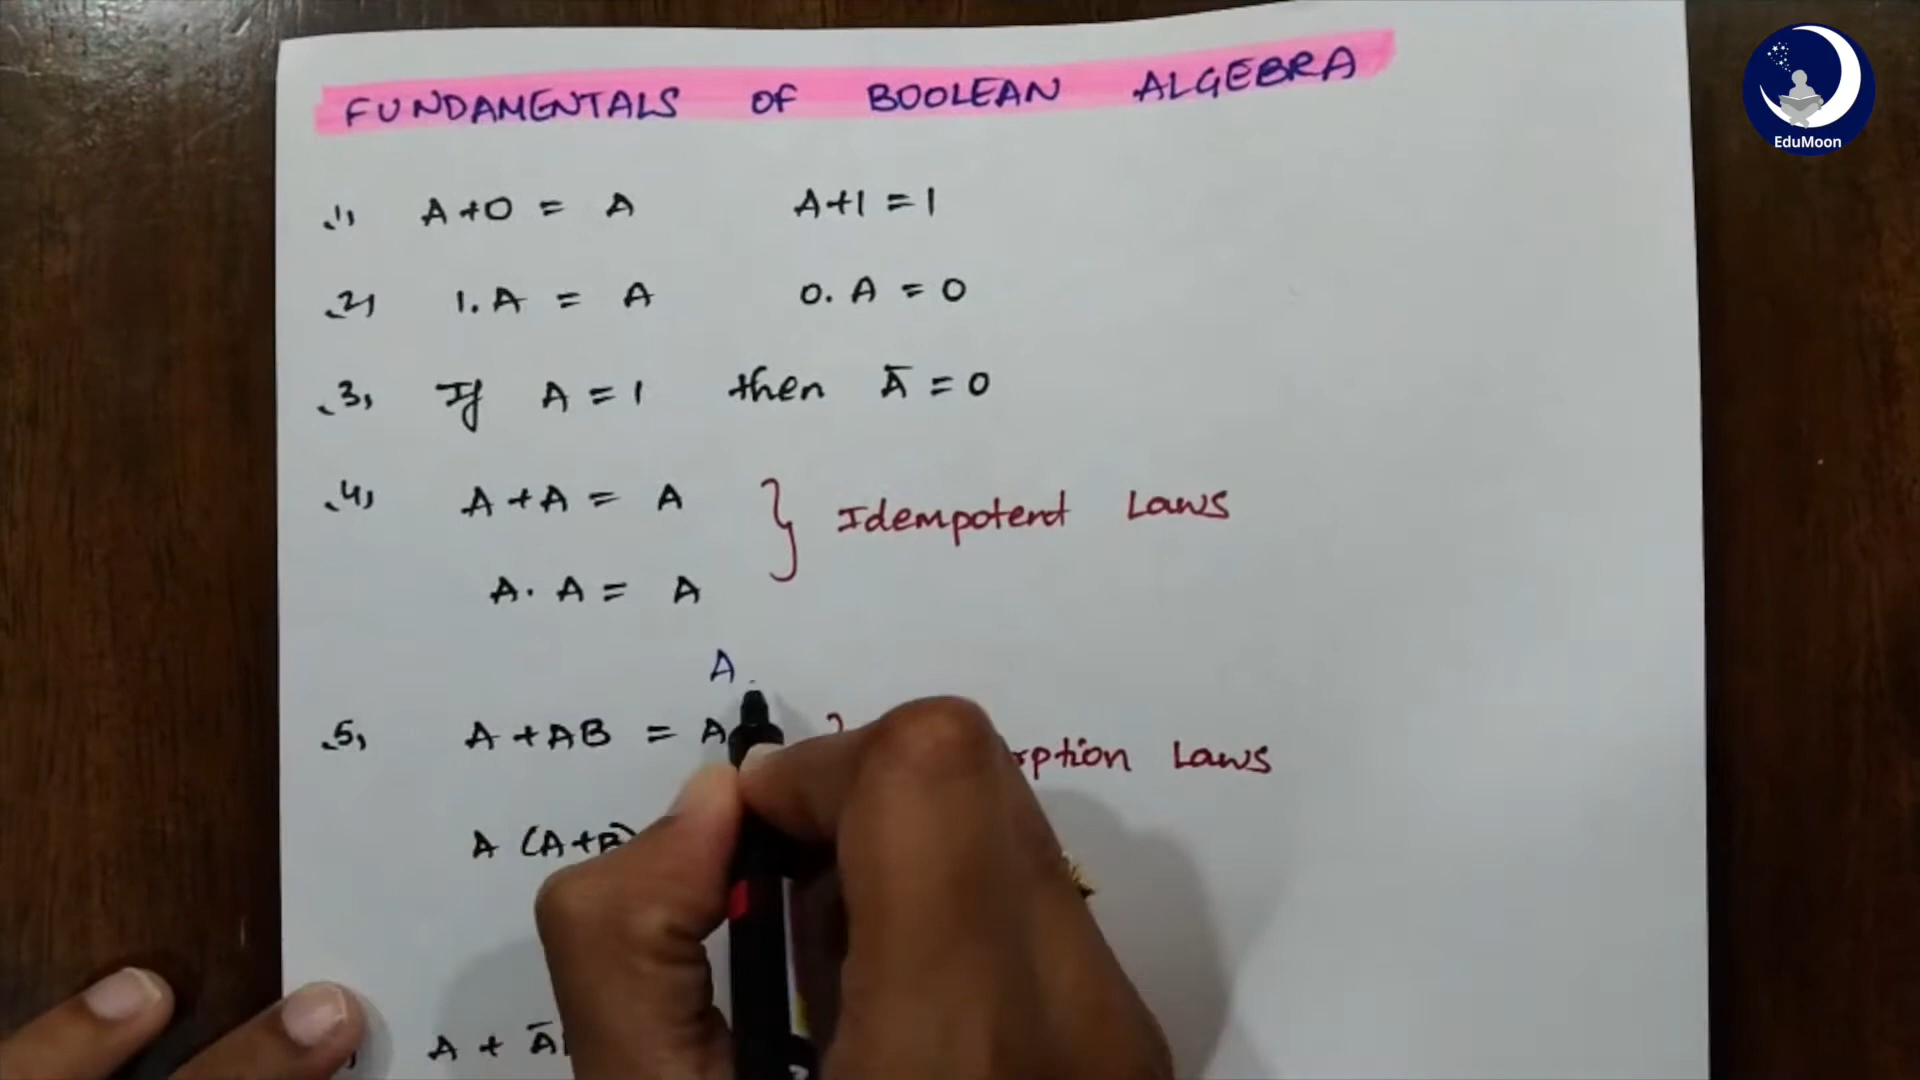 FUNDAMENTALS OF BOOLEAN ALGEBRA
EduMoon
1) A+0 = A A+1 = 1
2) 1. A = A 0. A = 0
3) If A = 1 then Ā = 0
4) A + A = A } Idempotent Laws
A. A = A
A.
5) A + AB = A } Laws
A (A+B)
A + Ā